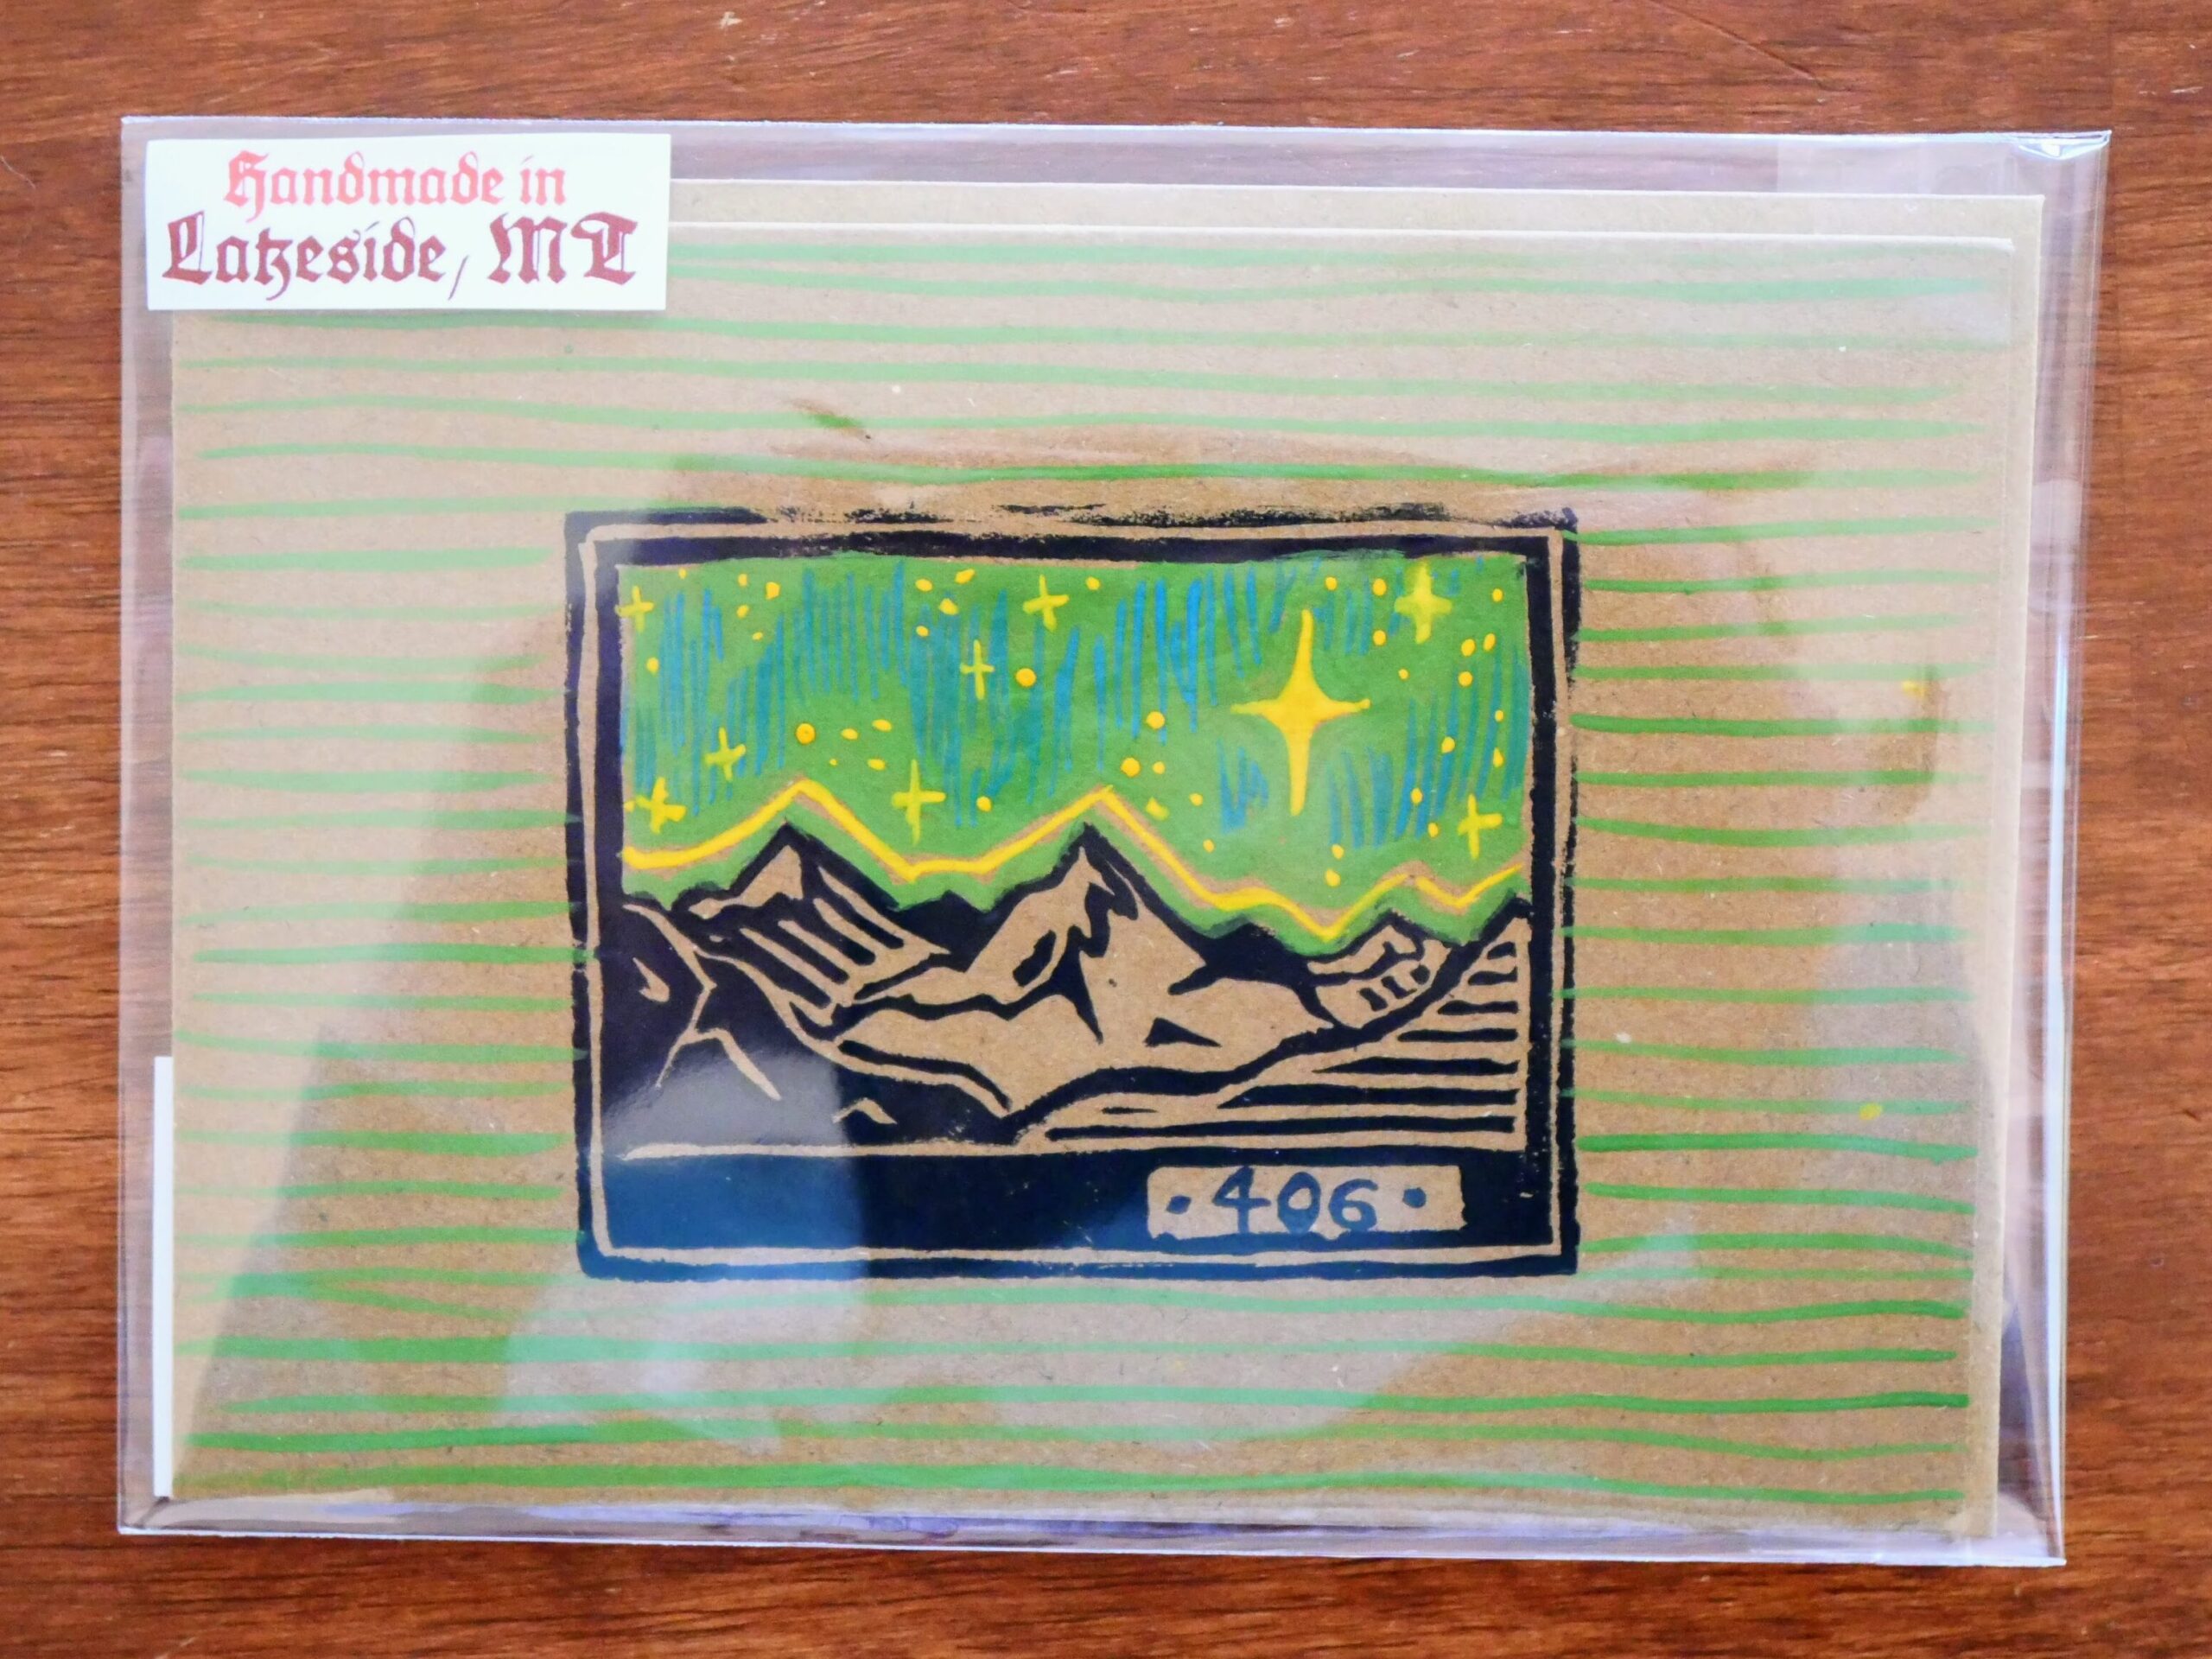 Handmade in
Lakeside, MT
·406·